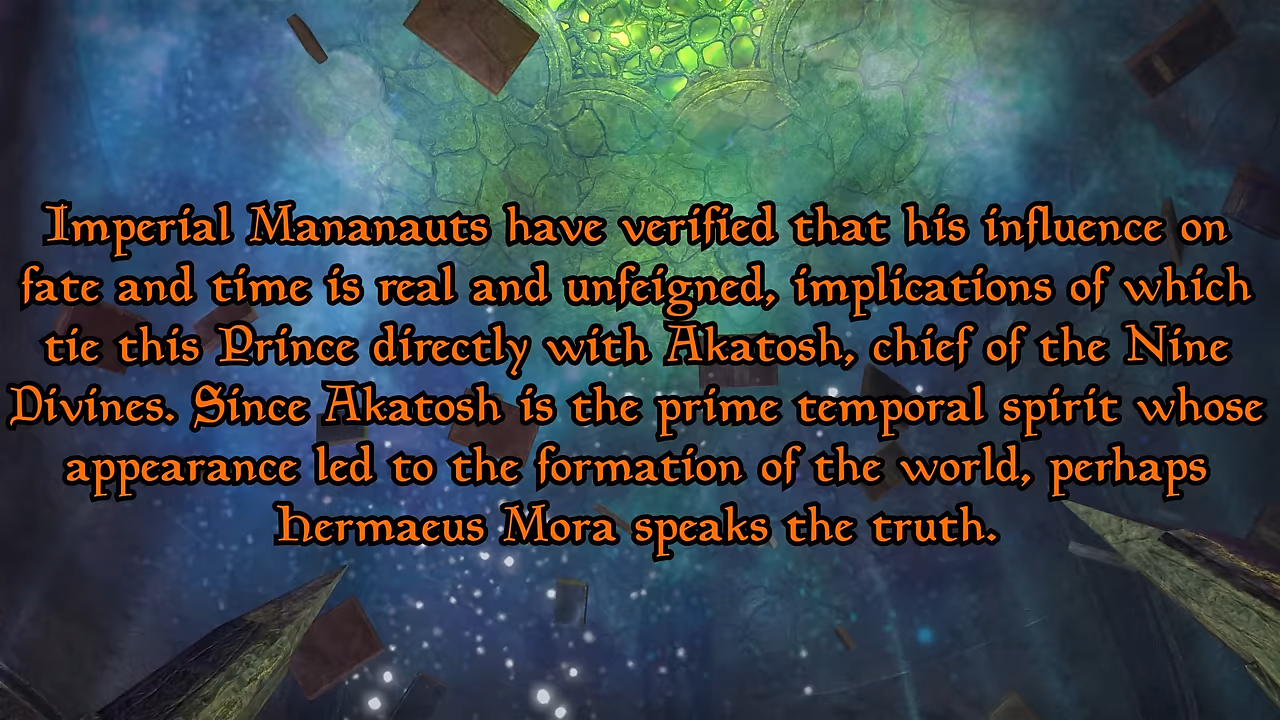 Imperial Mananauts have verified that his influence on
fate and time is real and unfeigned, implications of which
tie this Prince directly with Akatosh, chief of the Nine
Divines. Since Akatosh is the prime temporal spirit whose
appearance led to the formation of the world, perhaps
Hermaeus Mora speaks the truth.